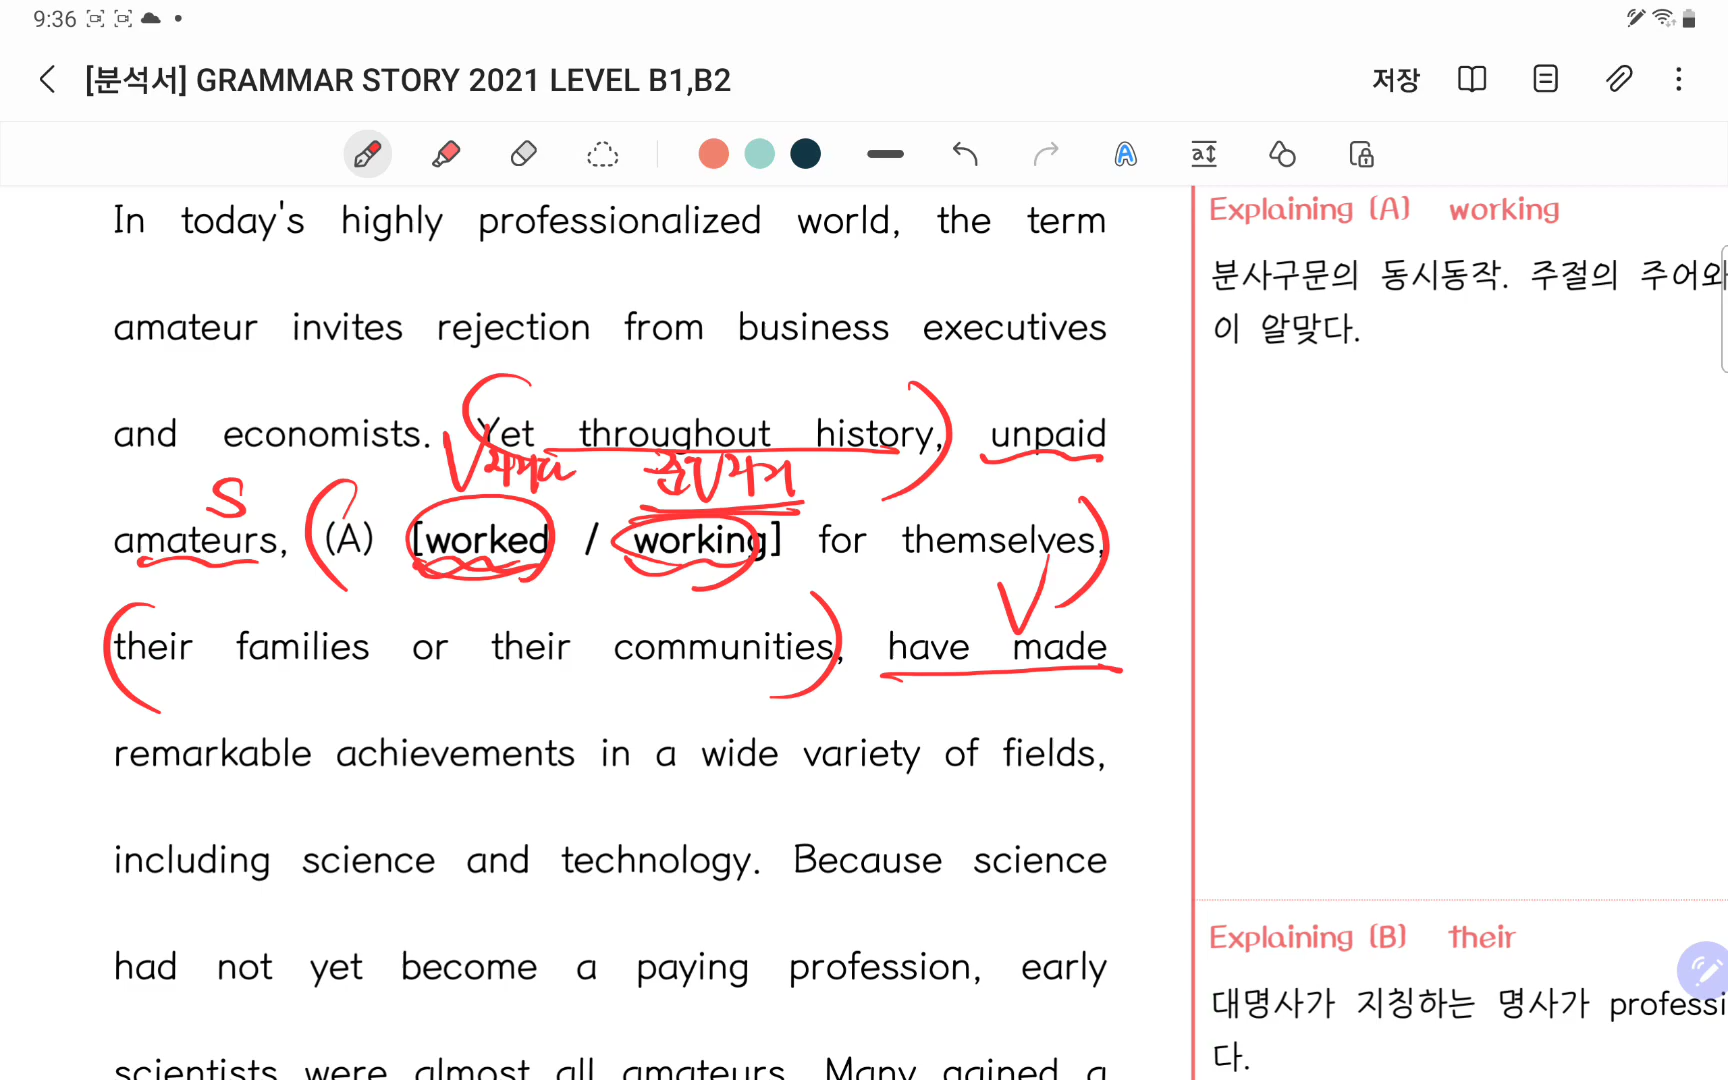 9:36
[분석서] GRAMMAR STORY 2021 LEVEL B1,B2
저장
In today's highly professionalized world, the term
amateur invites rejection from business executives
and economists. Yet throughout history, unpaid
S
amateurs, (A) [worked / working] for themselves,
V
their families or their communities, have made
remarkable achievements in a wide variety of fields,
including science and technology. Because science
had not yet become a paying profession, early
scientists were almost all amateurs. Many gained a
Explaining (A) working
분사구문의 동시동작. 주절의 주어와
이 알맞다.
Explaining (B) their
대명사가 지칭하는 명사가 professi
다.